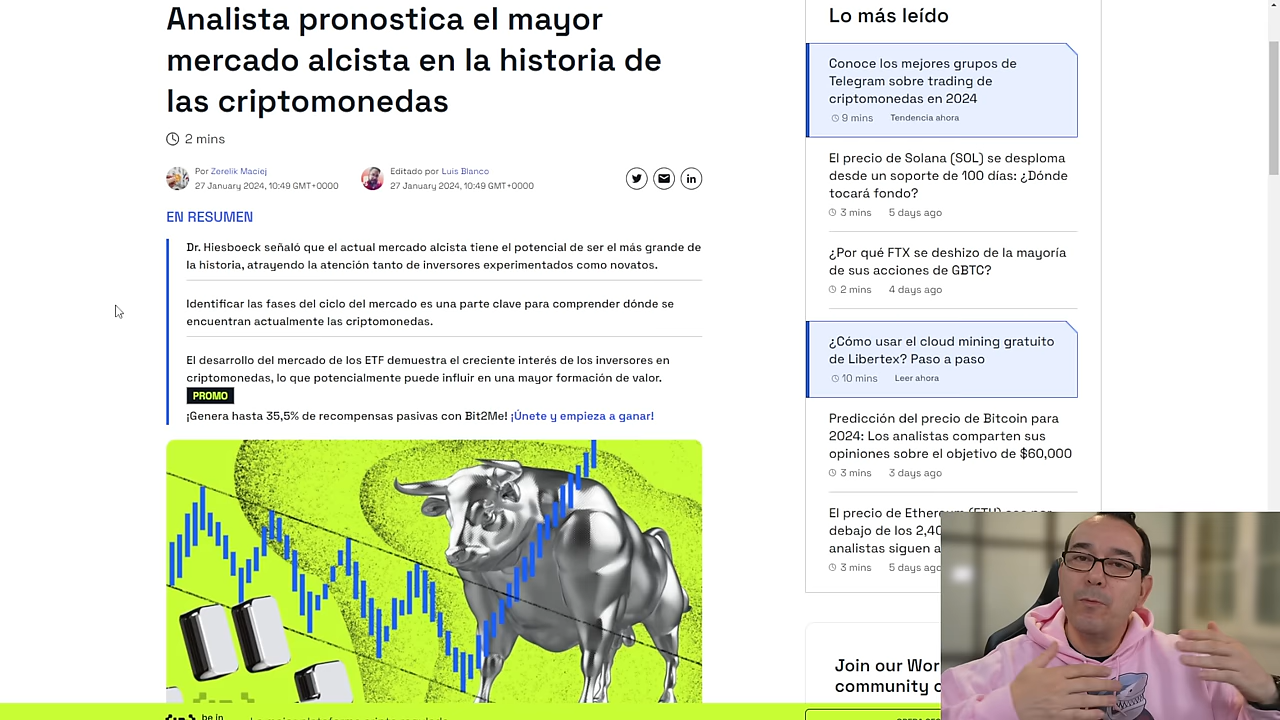 Analista pronostica el mayor
mercado alcista en la historia de
las criptomonedas
2 mins
Por Zerelik Maciej
27 January 2024, 10:49 GMT+0000
Editado por Luis Blanco
27 January 2024, 10:49 GMT+0000
EN RESUMEN
Dr. Hiesboeck señaló que el actual mercado alcista tiene el potencial de ser el más grande de
la historia, atrayendo la atención tanto de inversores experimentados como novatos.
Identificar las fases del ciclo del mercado es una parte clave para comprender dónde se
encuentran actualmente las criptomonedas.
El desarrollo del mercado de los ETF demuestra el creciente interés de los inversores en
criptomonedas, lo que potencialmente puede influir en una mayor formación de valor.
PROMO
¡Genera hasta 35,5% de recompensas pasivas con Bit2Me! ¡Únete y empieza a ganar!
Lo más leído
Conoce los mejores grupos de
Telegram sobre trading de
criptomonedas en 2024
9 mins Tendencia ahora
El precio de Solana (SOL) se desploma
desde un soporte de 100 días: ¿Dónde
tocará fondo?
3 mins 5 days ago
¿Por qué FTX se deshizo de la mayoría
de sus acciones de GBTC?
2 mins 4 days ago
¿Cómo usar el cloud mining gratuito
de Libertex? Paso a paso
10 mins Leer ahora
Predicción del precio de Bitcoin para
2024: Los analistas comparten sus
opiniones sobre el objetivo de $60,000
3 mins 3 days ago
El precio de
debajo de los 2,40
analistas siguen a
3 mins 5 days
Join our Wor
community
be in